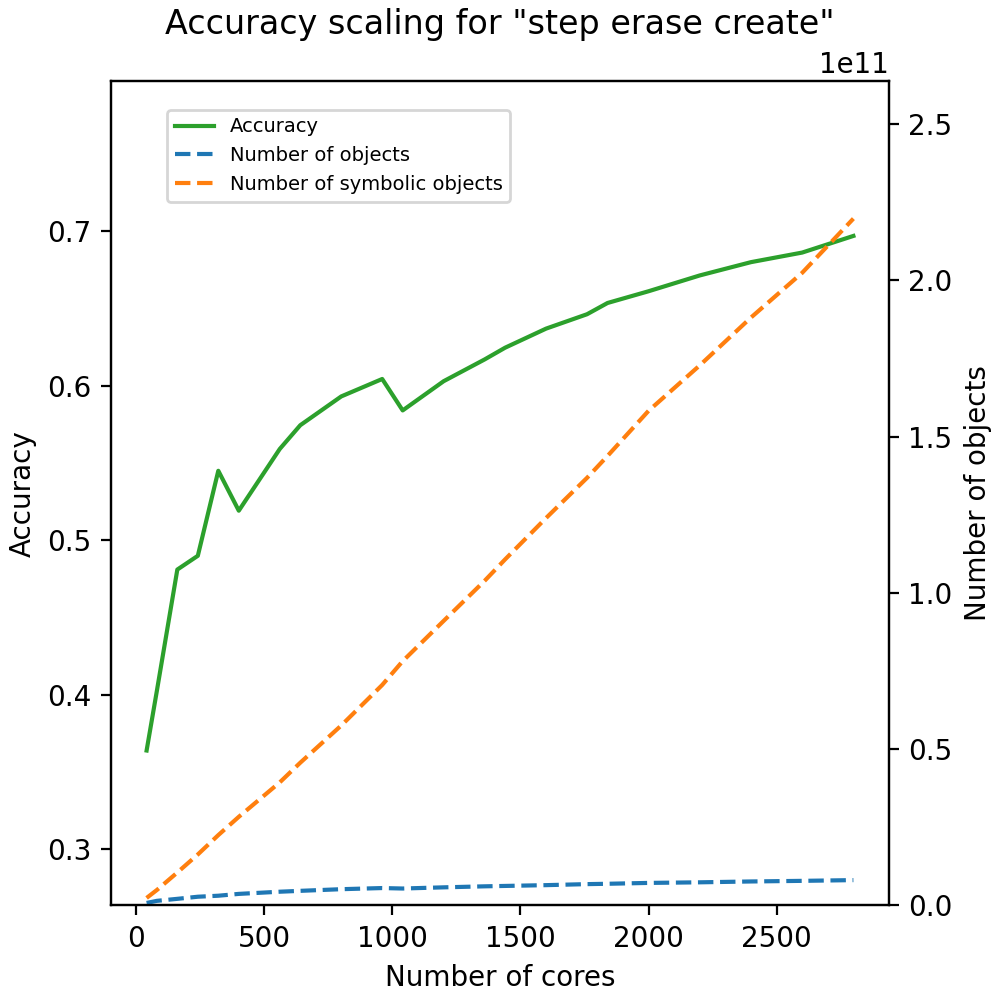 Accuracy scaling for "step erase create"
1e11
Accuracy
Number of objects
Number of symbolic objects
0.7
0.6
0.5
0.4
0.3
Accuracy
2.5
2.0
1.5
1.0
0.5
0.0
Number of objects
0 500 1000 1500 2000 2500
Number of cores